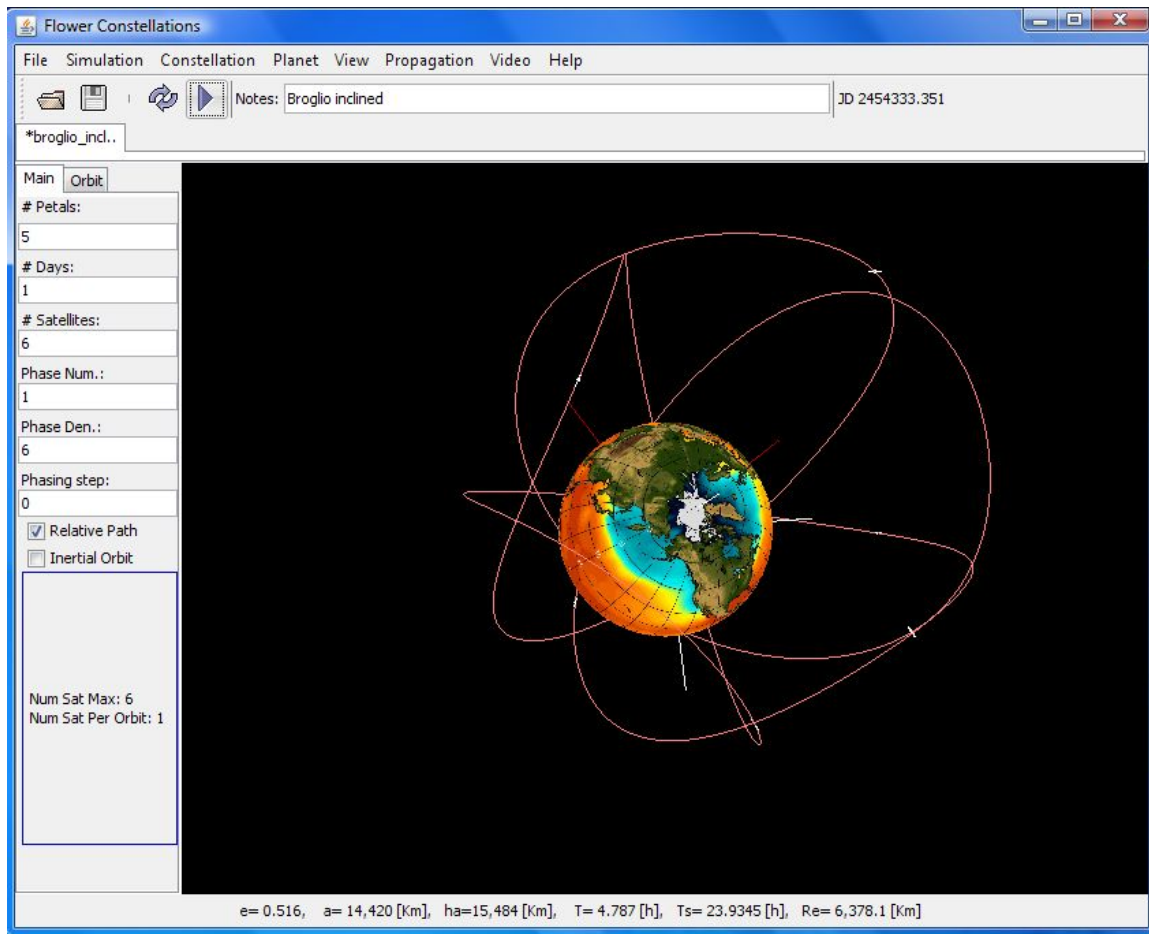 Flower Constellations
File Simulation Constellation Planet View Propagation Video Help
Notes: Broglio inclined JD 2454333.351
*broglio_incl..
Main Orbit
# Petals:
5
# Days:
1
# Satellites:
6
Phase Num.:
1
Phase Den.:
6
Phasing step:
0
Relative Path
Inertial Orbit
Num Sat Max: 6
Num Sat Per Orbit: 1
e= 0.516, a= 14,420 [Km], ha=15,484 [Km], T= 4.787 [h], Ts= 23.9345 [h], Re= 6,378.1 [Km]